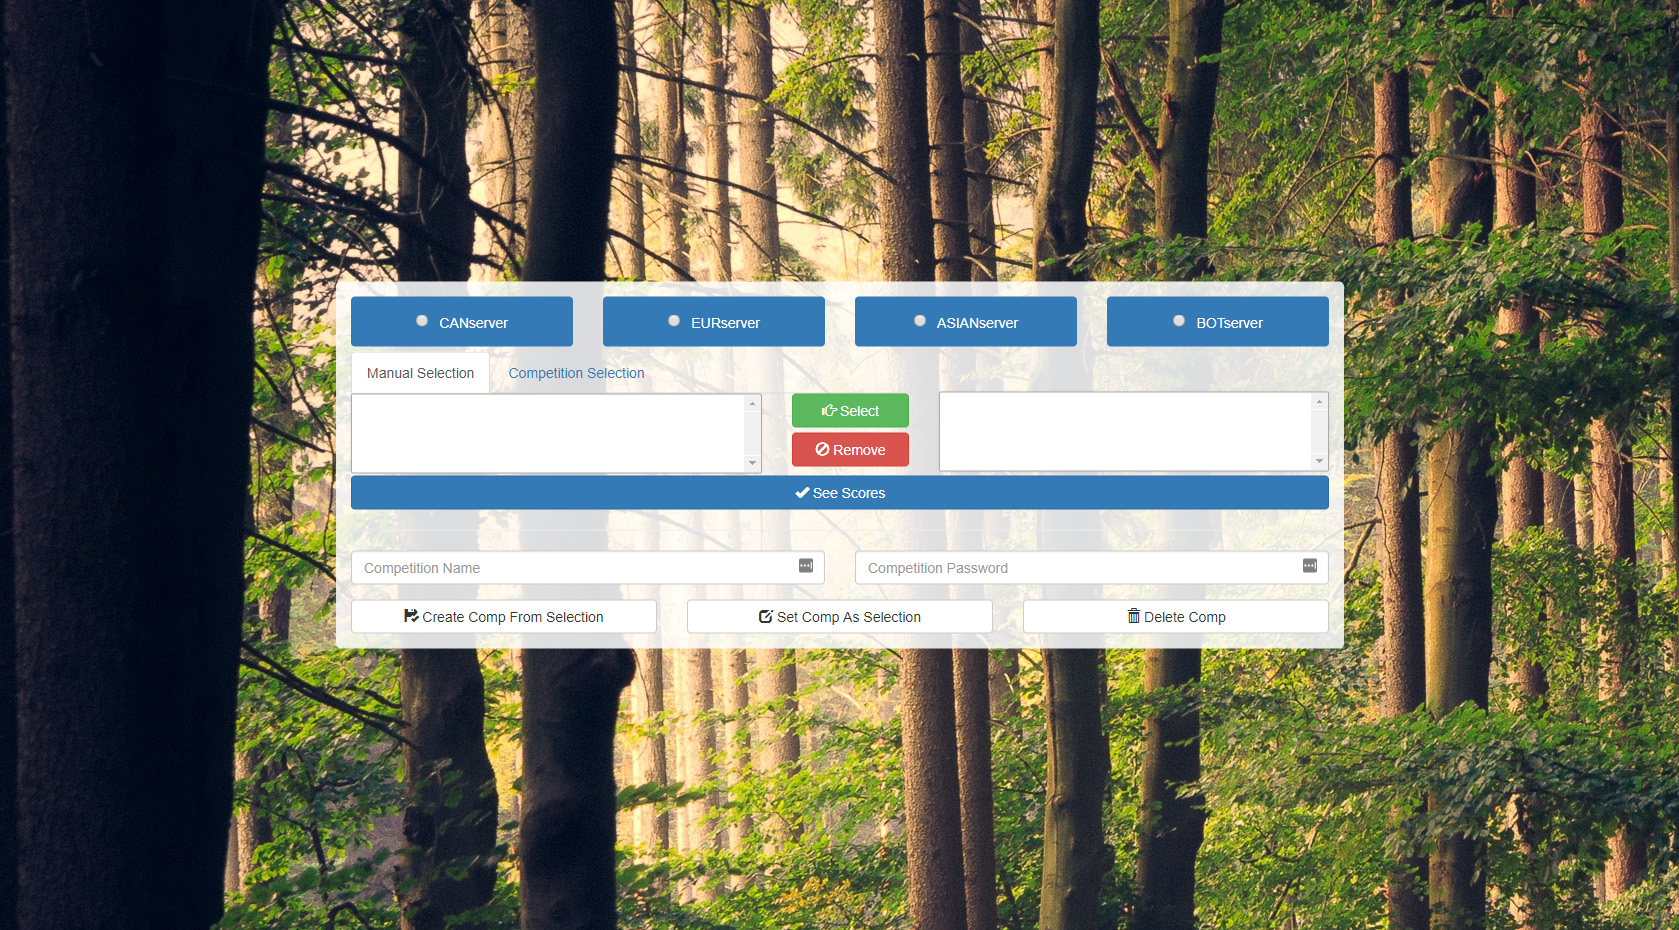 CANserver
EURserver
ASIANserver
BOTserver
Manual Selection
Competition Selection
Select
Remove
See Scores
Competition Name
Competition Password
Create Comp From Selection
Set Comp As Selection
Delete Comp